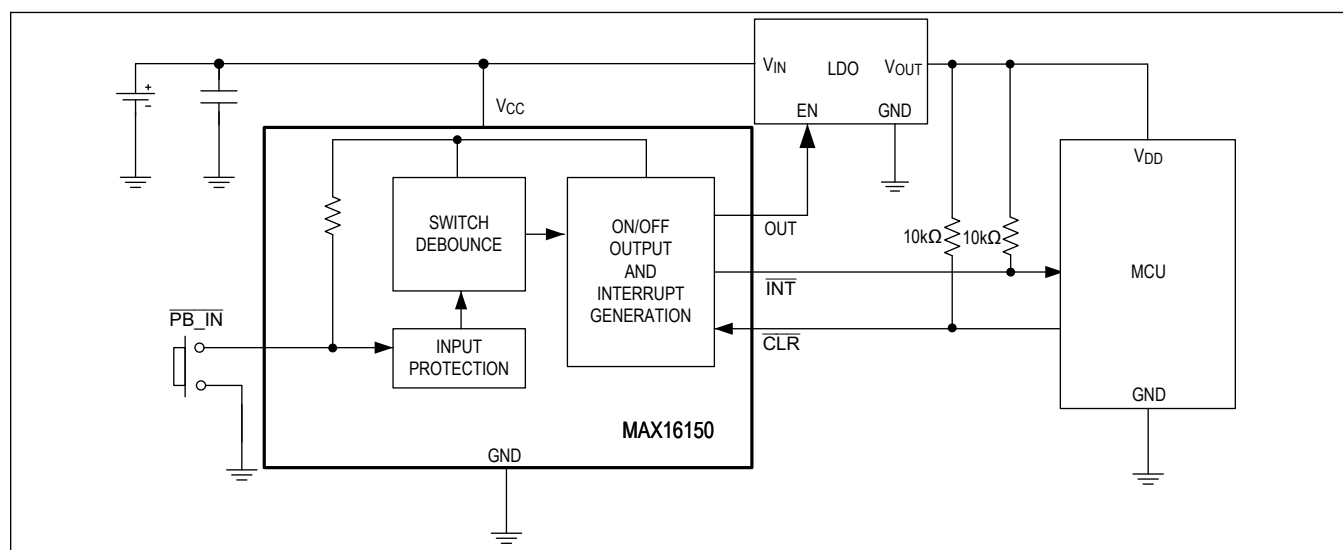 VIN LDO VOUT
EN GND
+
-
VCC
VDD
SWITCH
DEBOUNCE
ON/OFF
OUTPUT
AND
INTERRUPT
GENERATION
OUT
10kΩ 10kΩ
MCU
INT
PB_IN
CLR
INPUT
PROTECTION
GND
MAX16150
GND